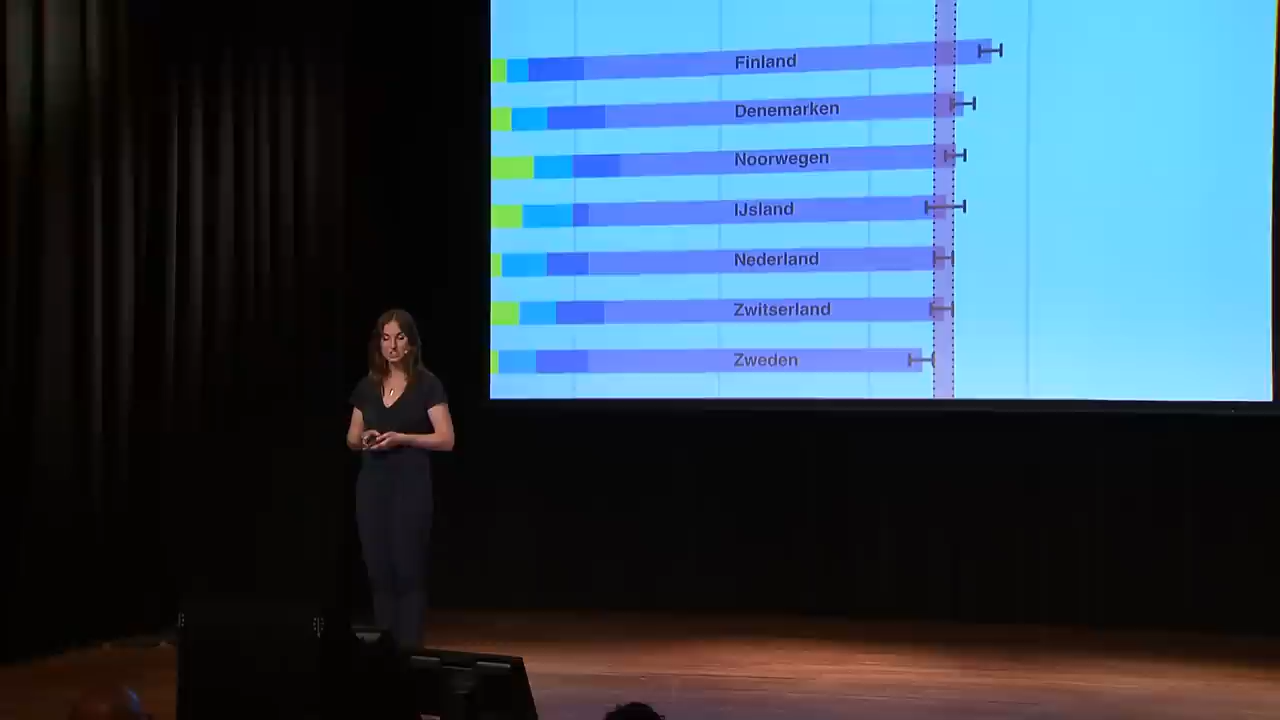 Finland
Denemarken
Noorwegen
IJsland
Nederland
Zwitserland
Zweden